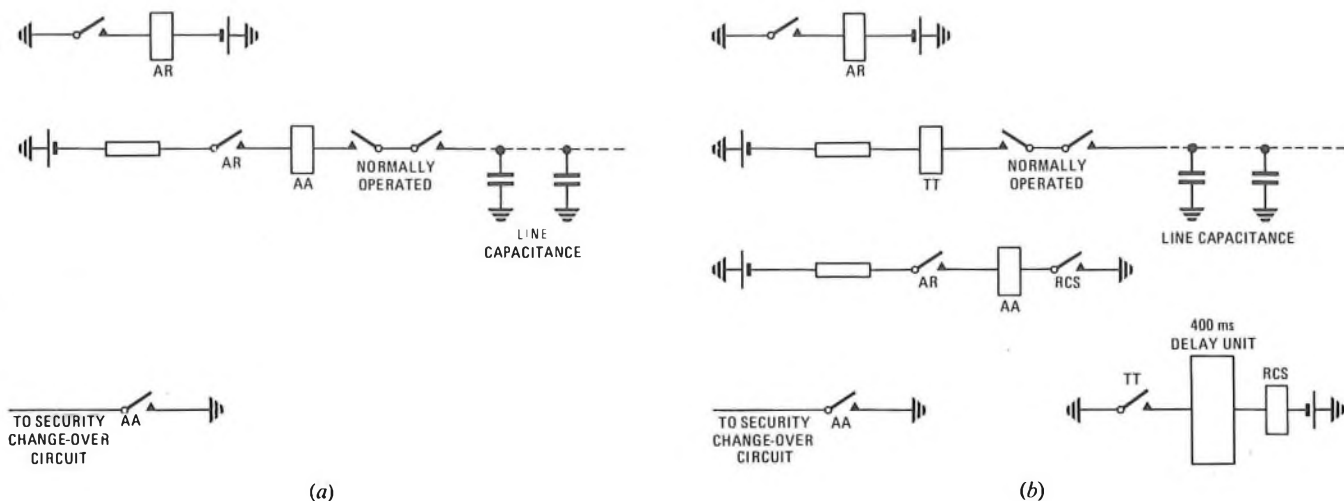 AR
AR
AA
NORMALLY
OPERATED
LINE
CAPACITANCE
AA
TO SECURITY
CHANGE-OVER
CIRCUIT
(a)
AR
TT
NORMALLY
OPERATED
LINE CAPACITANCE
AR
AA
RCS
400 ms
DELAY UNIT
TT
RCS
AA
TO SECURITY
CHANGE-OVER
CIRCUIT
(b)